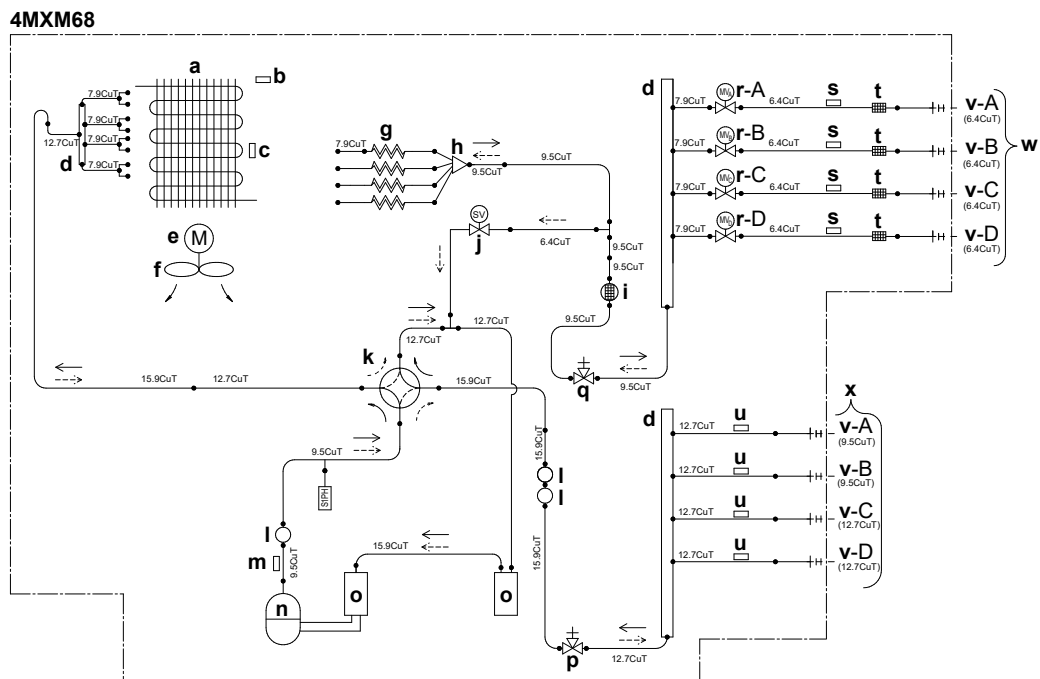 4MXM68
a
b
7.9CuT
7.9CuT
7.9CuT
7.9CuT
12.7CuT
d
c
e M
f
g
7.9CuT
h
9.5CuT
9.5CuT
SV
j
6.4CuT
9.5CuT
9.5CuT
i
9.5CuT
q
9.5CuT
d
7.9CuT r-A 6.4CuT s t v-A
(6.4CuT)
7.9CuT r-B 6.4CuT s t v-B
(6.4CuT)
w
7.9CuT r-C 6.4CuT s t v-C
(6.4CuT)
7.9CuT r-D 6.4CuT s t v-D
(6.4CuT)
12.7CuT
12.7CuT
k
15.9CuT
12.7CuT
15.9CuT
9.5CuT
S1PH
l
m
9.5CuT
n
15.9CuT
o
o
15.9CuT
l
l
15.9CuT
p
12.7CuT
x
d
12.7CuT u v-A
(9.5CuT)
12.7CuT u v-B
(9.5CuT)
12.7CuT u v-C
(12.7CuT)
12.7CuT u v-D
(12.7CuT)